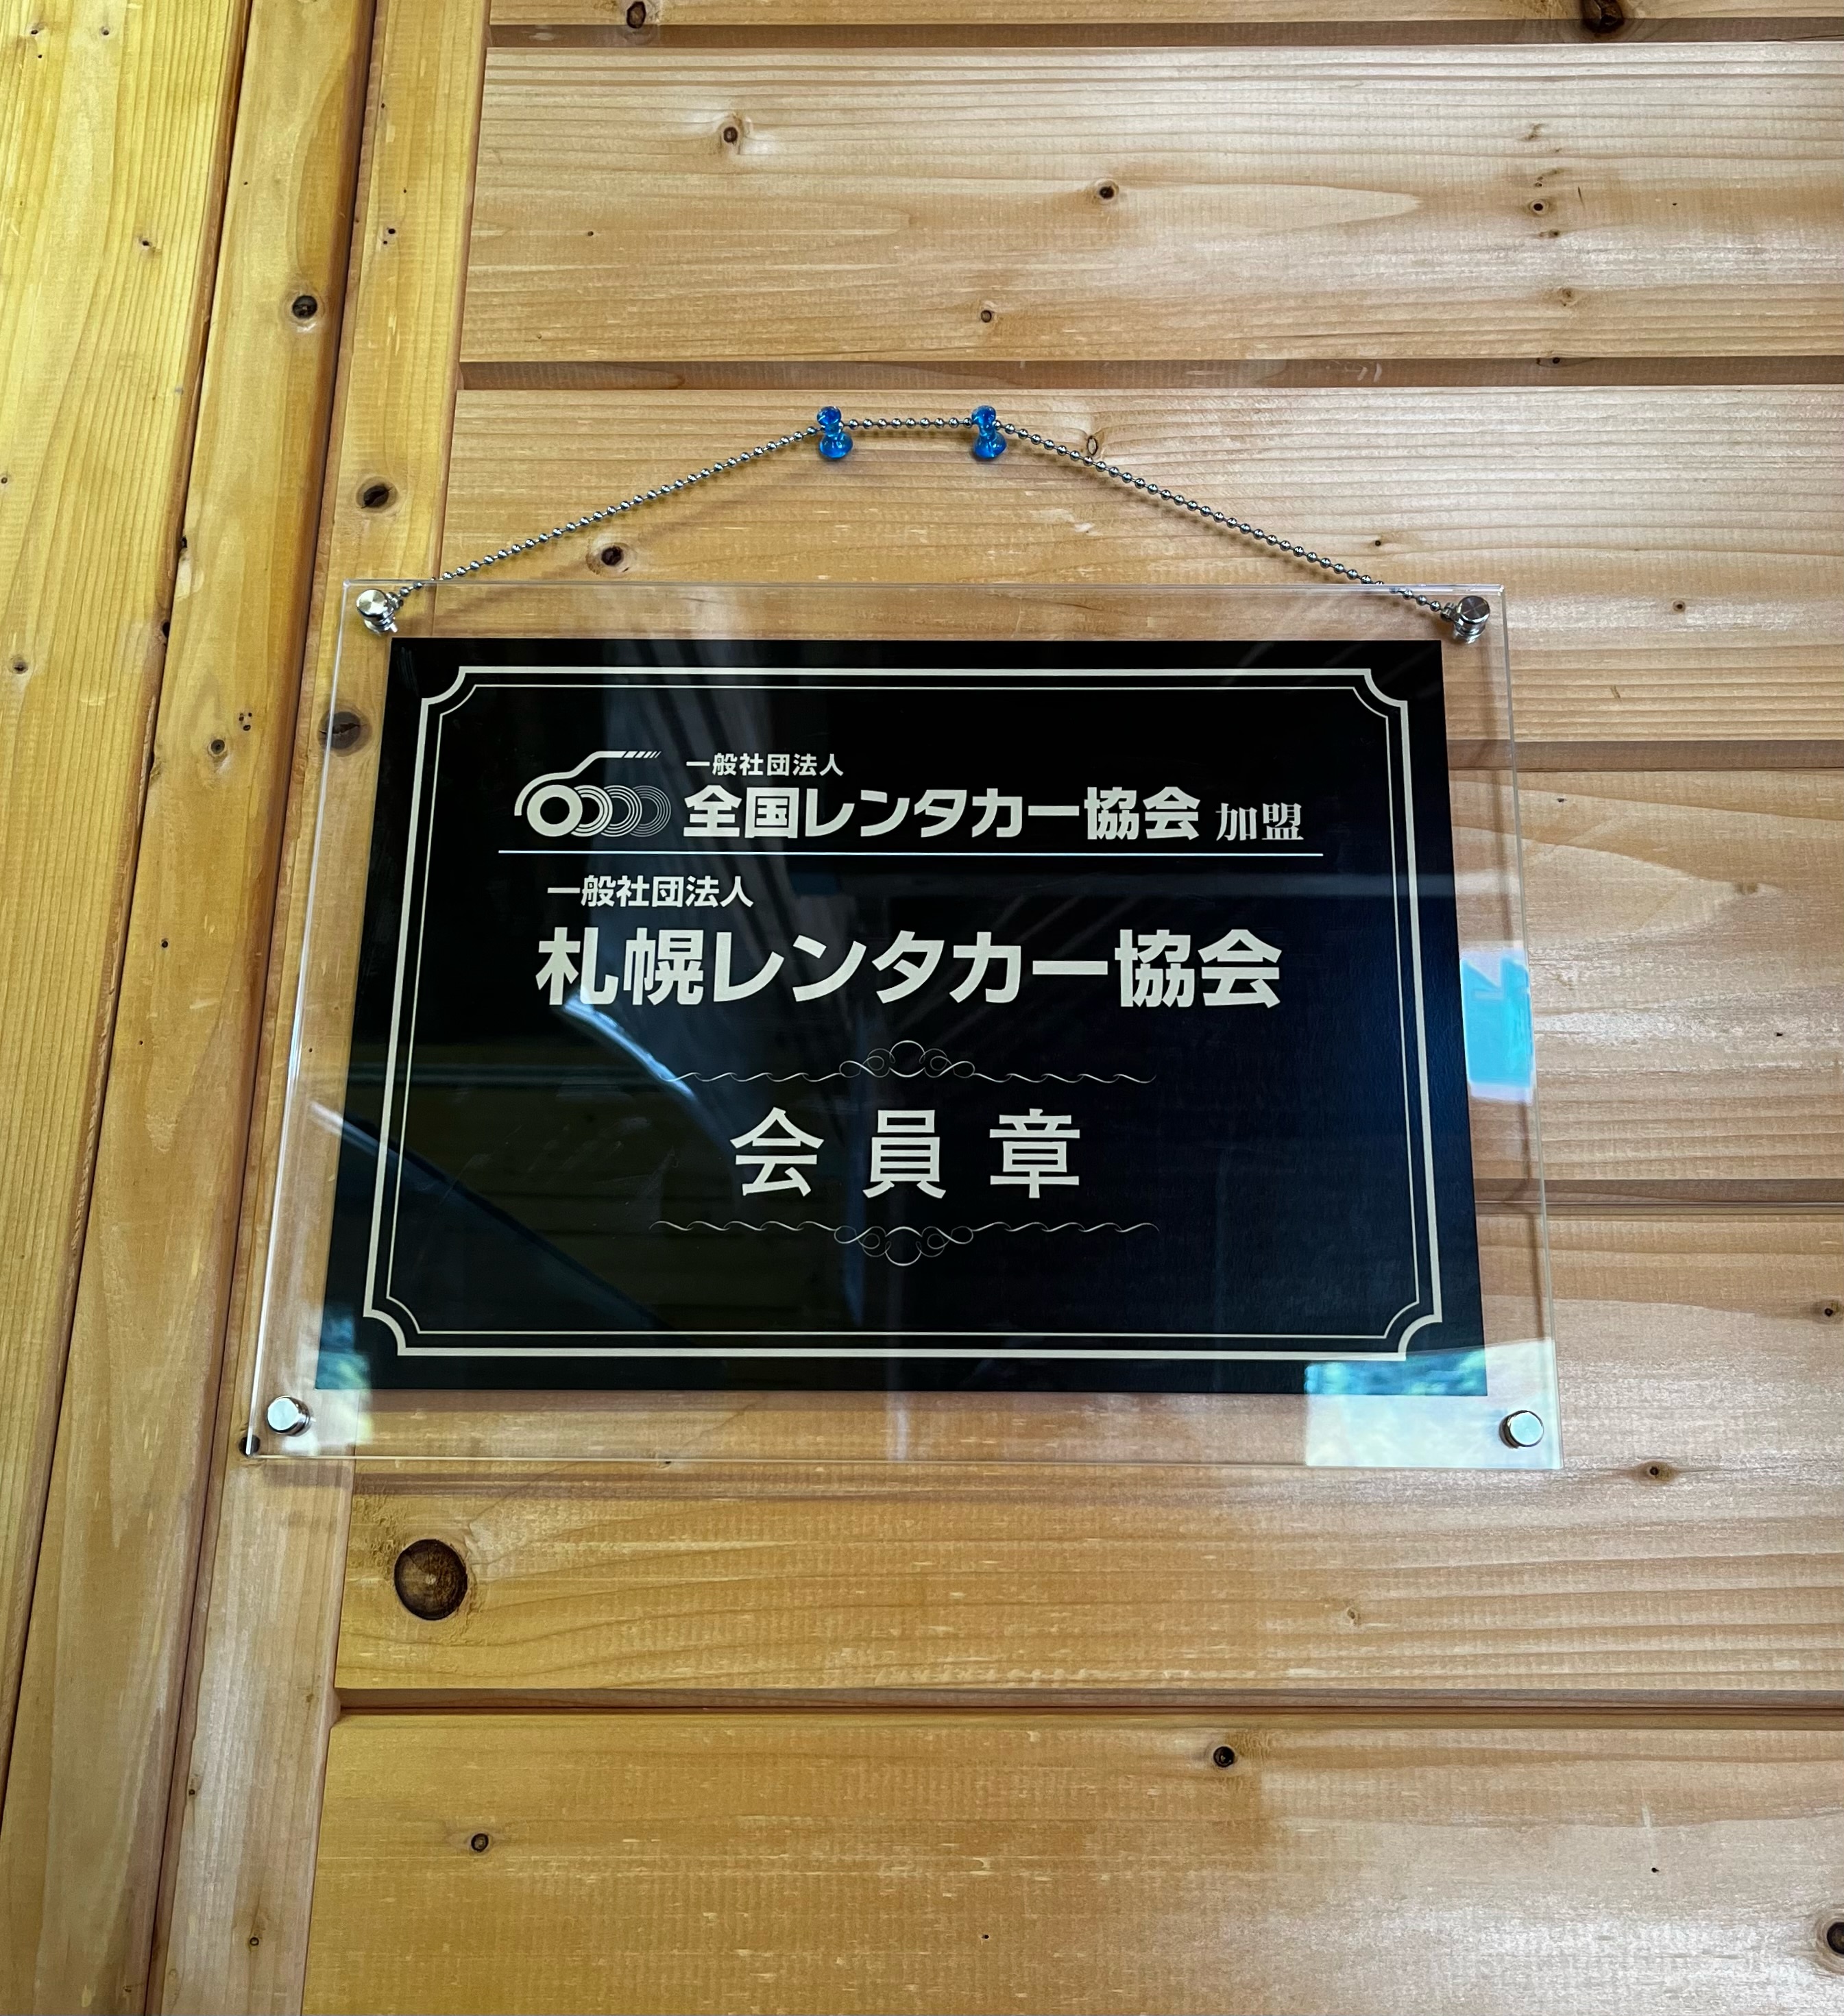 一般社団法人
全国レンタカー協会 加盟
一般社団法人
札幌レンタカー協会
会員章